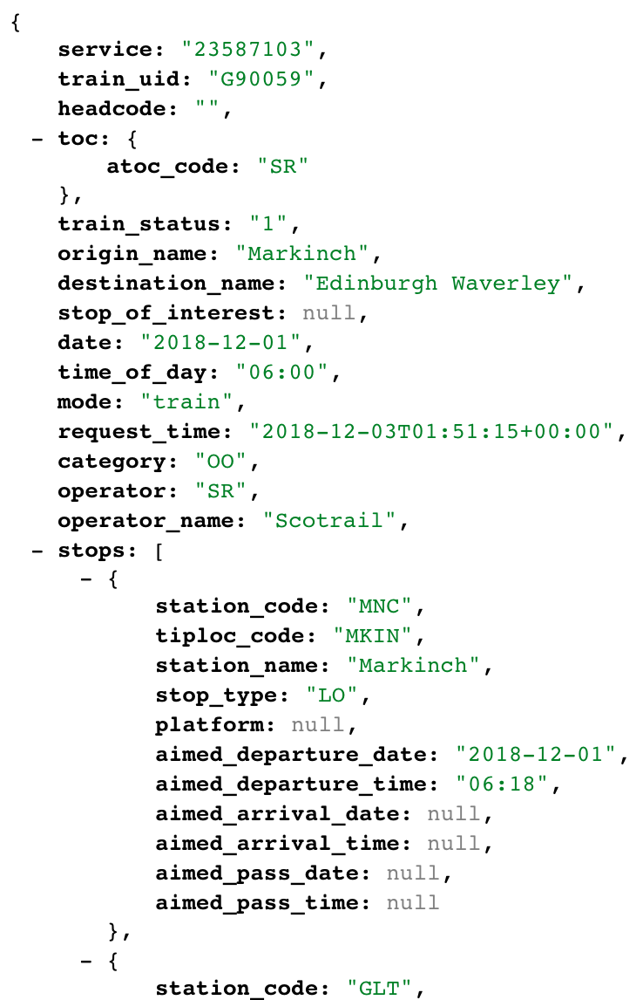 {
service: "23587103",
train_uid: "G90059",
headcode: "",
- toc: {
atoc_code: "SR"
},
train_status: "1",
origin_name: "Markinch",
destination_name: "Edinburgh Waverley",
stop_of_interest: null,
date: "2018-12-01",
time_of_day: "06:00",
mode: "train",
request_time: "2018-12-03T01:51:15+00:00",
category: "OO",
operator: "SR",
operator_name: "Scotrail",
- stops: [
- {
station_code: "MNC",
tiploc_code: "MKIN",
station_name: "Markinch",
stop_type: "LO",
platform: null,
aimed_departure_date: "2018-12-01",
aimed_departure_time: "06:18",
aimed_arrival_date: null,
aimed_arrival_time: null,
aimed_pass_date: null,
aimed_pass_time: null
},
- {
station_code: "GLT",